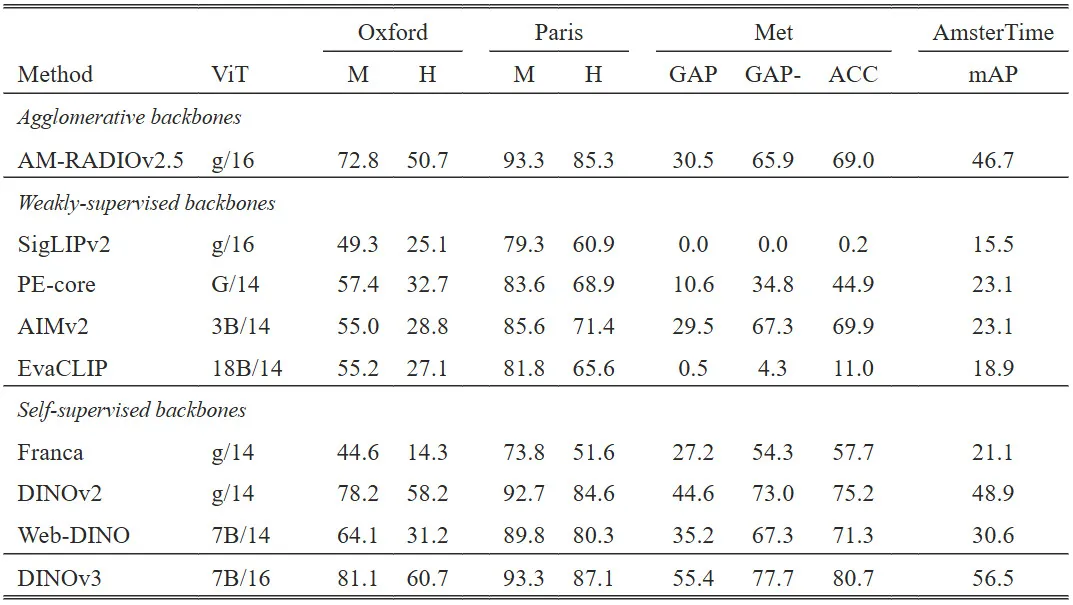 Oxford Paris Met AmsterTime
Method ViT M H M H GAP GAP- ACC mAP
Agglomerative backbones
AM-RADIOv2.5 g/16 72.8 50.7 93.3 85.3 30.5 65.9 69.0 46.7
Weakly-supervised backbones
SigLIPv2 g/16 49.3 25.1 79.3 60.9 0.0 0.0 0.2 15.5
PE-core G/14 57.4 32.7 83.6 68.9 10.6 34.8 44.9 23.1
AIMv2 3B/14 55.0 28.8 85.6 71.4 29.5 67.3 69.9 23.1
EvaCLIP 18B/14 55.2 27.1 81.8 65.6 0.5 4.3 11.0 18.9
Self-supervised backbones
Franca g/14 44.6 14.3 73.8 51.6 27.2 54.3 57.7 21.1
DINOv2 g/14 78.2 58.2 92.7 84.6 44.6 73.0 75.2 48.9
Web-DINO 7B/14 64.1 31.2 89.8 80.3 35.2 67.3 71.3 30.6
DINOv3 7B/16 81.1 60.7 93.3 87.1 55.4 77.7 80.7 56.5